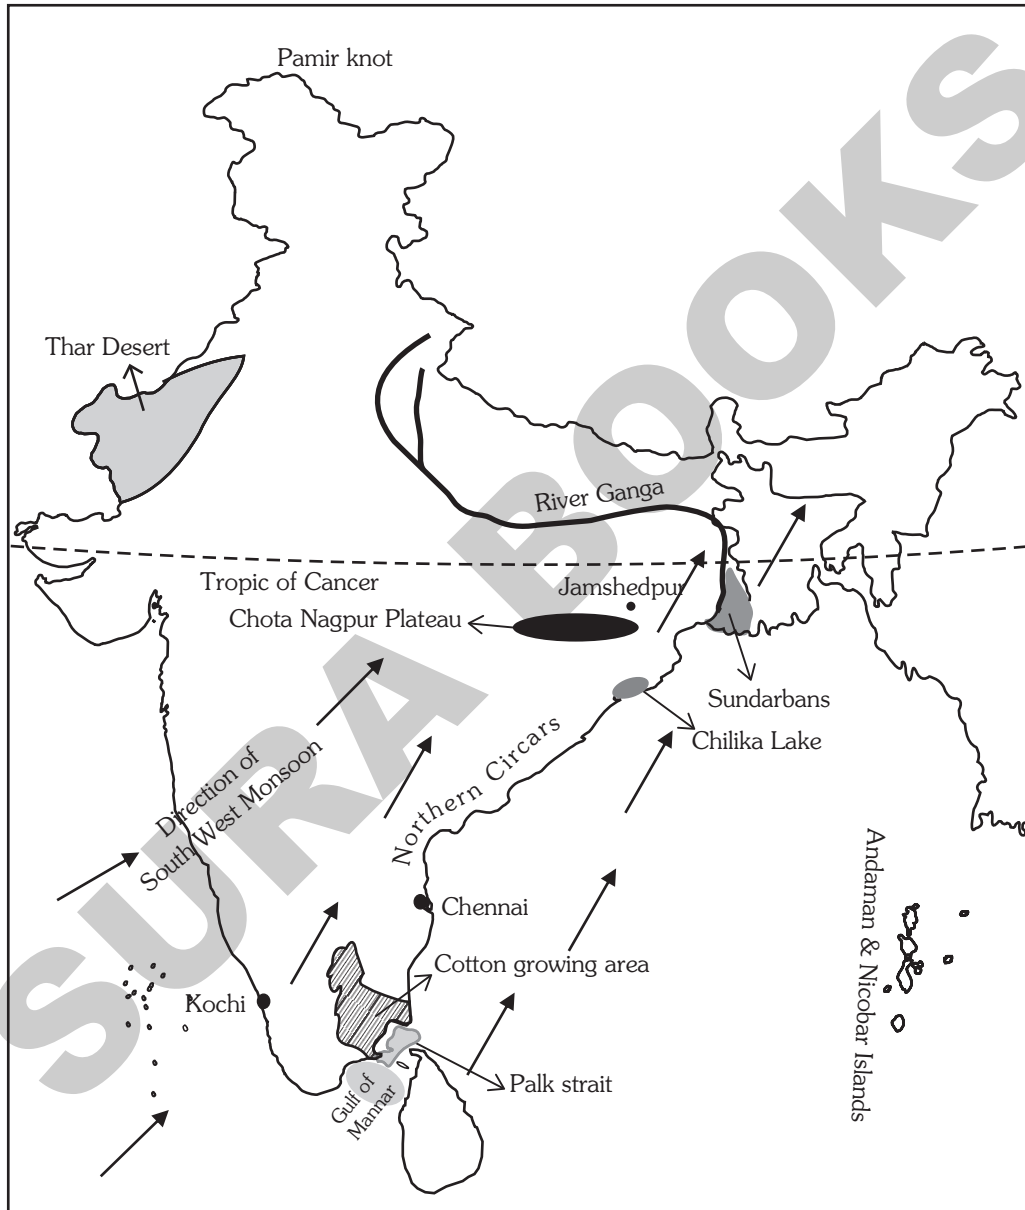 Pamir knot
Thar Desert
River Ganga
Tropic of Cancer
Jamshedpur
Chota Nagpur Plateau
Sundarbans
Chilika Lake
Northern Circars
Direction of
South West Monsoon
Chennai
Cotton growing area
Kochi
Palk strait
Gulf of
Mannar
Andaman & Nicobar Islands
SURA BOOKS